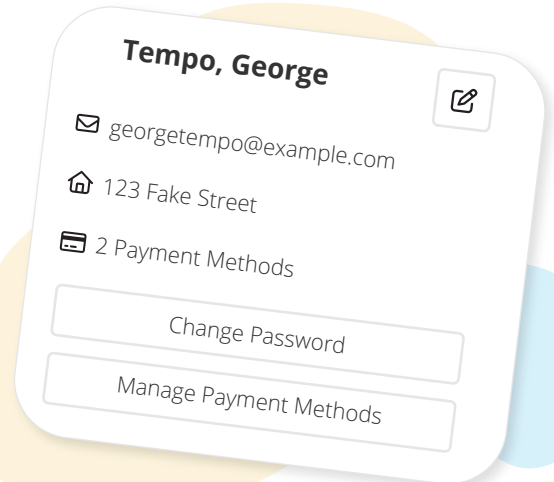 Tempo, George
georgetempo@example.com
123 Fake Street
2 Payment Methods
Change Password
Manage Payment Methods